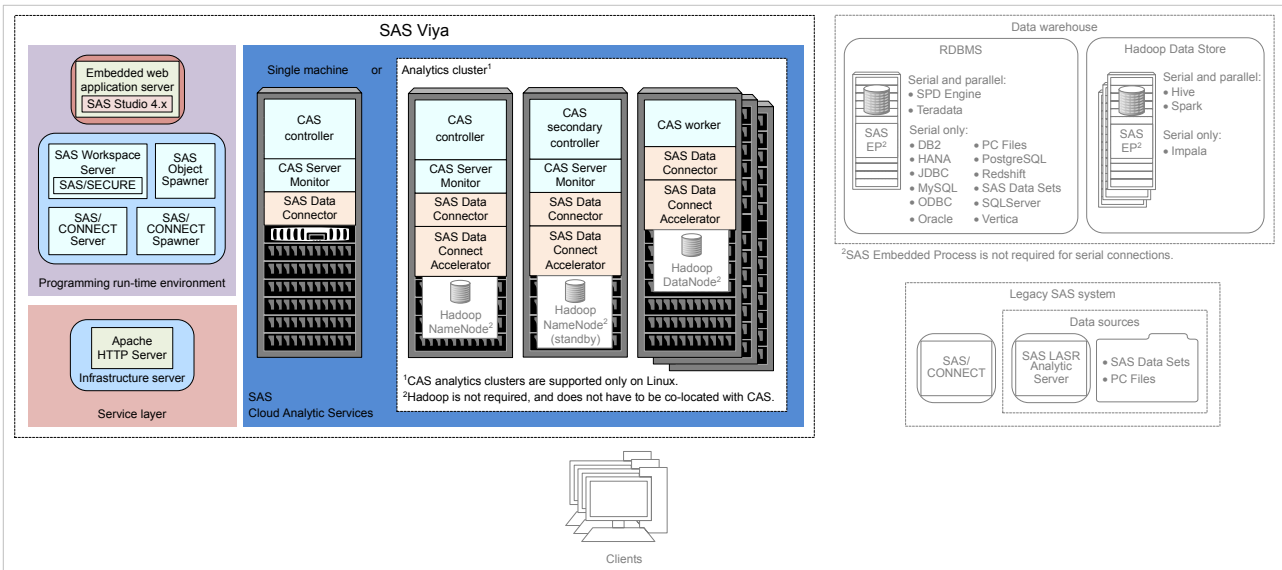 SAS Viya
Embedded web
application server
SAS Studio 4.x
SAS Workspace
Server
SAS/SECURE
SAS
Object
Spawner
SAS/
CONNECT
Server
SAS/
CONNECT
Spawner
Programming run-time environment
Apache
HTTP Server
Infrastructure server
Service layer
Single machine
or
Analytics cluster¹
CAS
controller
CAS Server
Monitor
SAS Data
Connector
CAS
controller
CAS Server
Monitor
SAS Data
Connector
SAS Data
Connect
Accelerator
Hadoop
NameNode²
CAS
secondary
controller
CAS Server
Monitor
SAS Data
Connector
SAS Data
Connect
Accelerator
Hadoop
NameNode²
(standby)
CAS worker
SAS Data
Connector
SAS Data
Connect
Accelerator
Hadoop
DataNode²
¹CAS analytics clusters are supported only on Linux.
²Hadoop is not required, and does not have to be co-located with CAS.
SAS
Cloud Analytic Services
Data warehouse
RDBMS
SAS
EP²
Serial and parallel:
• SPD Engine
• Teradata
Serial only:
• DB2
• HANA
• JDBC
• MySQL
• ODBC
• Oracle
• PC Files
• PostgreSQL
• Redshift
• SAS Data Sets
• SQLServer
• Vertica
Hadoop Data Store
SAS
EP²
Serial and parallel:
• Hive
• Spark
Serial only:
• Impala
²SAS Embedded Process is not required for serial connections.
Legacy SAS system
SAS/
CONNECT
Data sources
SAS LASR
Analytic
Server
• SAS Data Sets
• PC Files
Clients